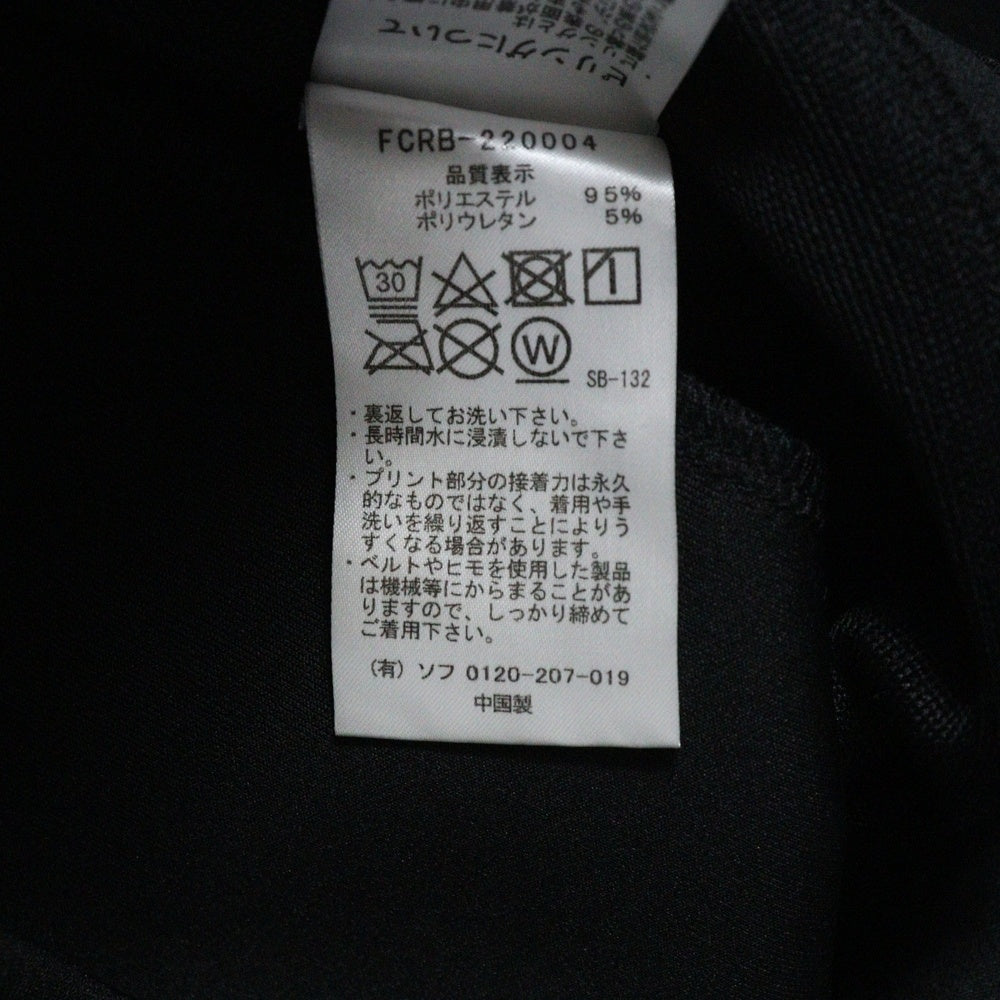 リングについて
FCRB-220004
品質表示
ポリエステル 95%
ポリウレタン 5%
30
W
SB-132
・裏返してお洗い下さい。
・長時間水に浸漬しないで下さ
い。
・プリント部分の接着力は永久
的なものではなく、着用や手
洗いを繰り返すことによりう
すくなる場合があります。
・ベルトやヒモを使用した製品
は機械等にからまることがあ
りますので、しっかり締めて
ご着用下さい。
(有) ソフ 0120-207-019
中国製